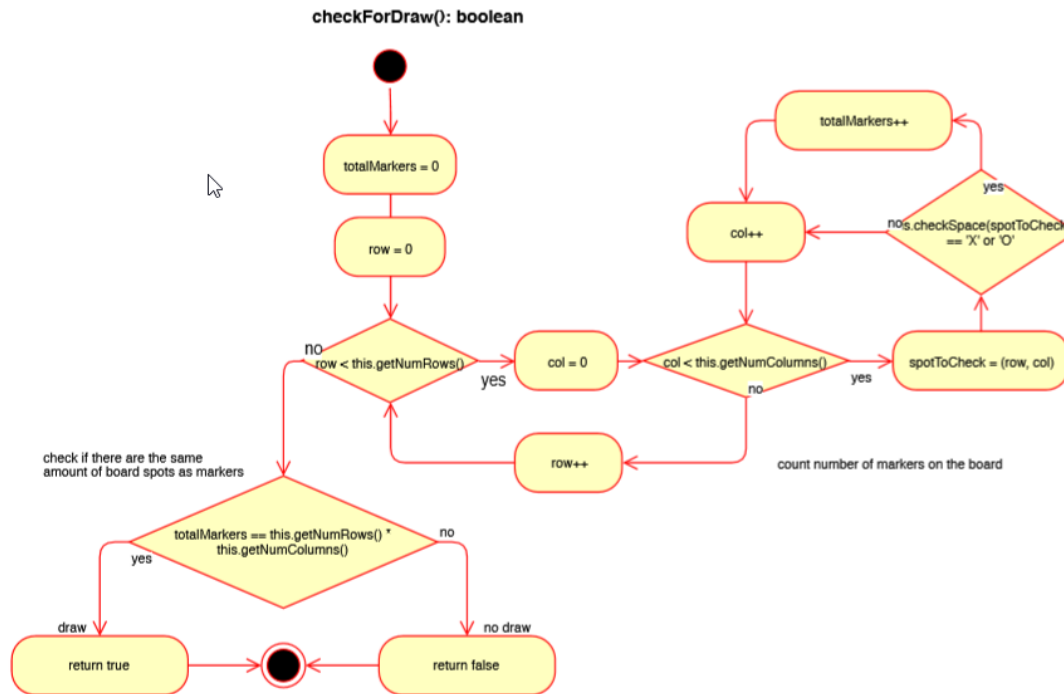 checkForDraw(): boolean
totalMarkers = 0
row = 0
row < this.getNumRows()
no
yes
col = 0
col < this.getNumColumns()
yes
no
spotToCheck = (row, col)
s.checkSpace(spotToCheck
== 'X' or 'O'
yes
no
totalMarkers++
col++
row++
count number of markers on the board
check if there are the same
amount of board spots as markers
totalMarkers == this.getNumRows() *
this.getNumColumns()
yes
no
draw
return true
no draw
return false